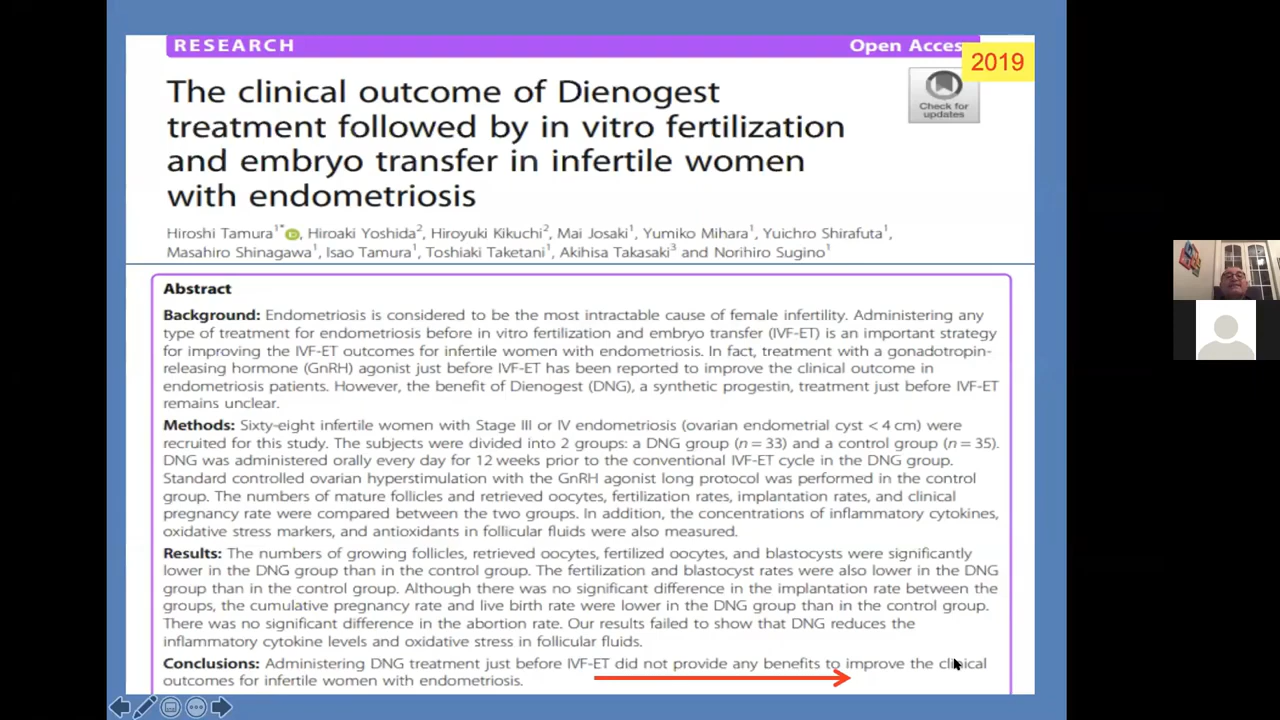 RESEARCH
Open Acces
2019
Check for
updates
The clinical outcome of Dienogest
treatment followed by in vitro fertilization
and embryo transfer in infertile women
with endometriosis
Hiroshi Tamura1*, Hiroaki Yoshida2, Hiroyuki Kikuchi2, Mai Josaki1, Yumiko Mihara1, Yuichro Shirafuta1,
Masahiro Shinagawa1, Isao Tamura1, Toshiaki Taketani1, Akihisa Takasaki3 and Norihiro Sugino1
Abstract
Background: Endometriosis is considered to be the most intractable cause of female infertility. Administering any
type of treatment for endometriosis before in vitro fertilization and embryo transfer (IVF-ET) is an important strategy
for improving the IVF-ET outcomes for infertile women with endometriosis. In fact, treatment with a gonadotropin-
releasing hormone (GnRH) agonist just before IVF-ET has been reported to improve the clinical outcome in
endometriosis patients. However, the benefit of Dienogest (DNG), a synthetic progestin, treatment just before IVF-ET
remains unclear.
Methods: Sixty-eight infertile women with Stage III or IV endometriosis (ovarian endometrial cyst < 4 cm) were
recruited for this study. The subjects were divided into 2 groups: a DNG group (n = 33) and a control group (n = 35).
DNG was administered orally every day for 12 weeks prior to the conventional IVF-ET cycle in the DNG group.
Standard controlled ovarian hyperstimulation with the GnRH agonist long protocol was performed in the control
group. The numbers of mature follicles and retrieved oocytes, fertilization rates, implantation rates, and clinical
pregnancy rate were compared between the two groups. In addition, the concentrations of inflammatory cytokines,
oxidative stress markers, and antioxidants in follicular fluids were also measured.
Results: The numbers of growing follicles, retrieved oocytes, fertilized oocytes, and blastocysts were significantly
lower in the DNG group than in the control group. The fertilization and blastocyst rates were also lower in the DNG
group than in the control group. Although there was no significant difference in the implantation rate between the
groups, the cumulative pregnancy rate and live birth rate were lower in the DNG group than in the control group.
There was no significant difference in the abortion rate. Our results failed to show that DNG reduces the
inflammatory cytokine levels and oxidative stress in follicular fluids.
Conclusions: Administering DNG treatment just before IVF-ET did not provide any benefits to improve the clinical
outcomes for infertile women with endometriosis.